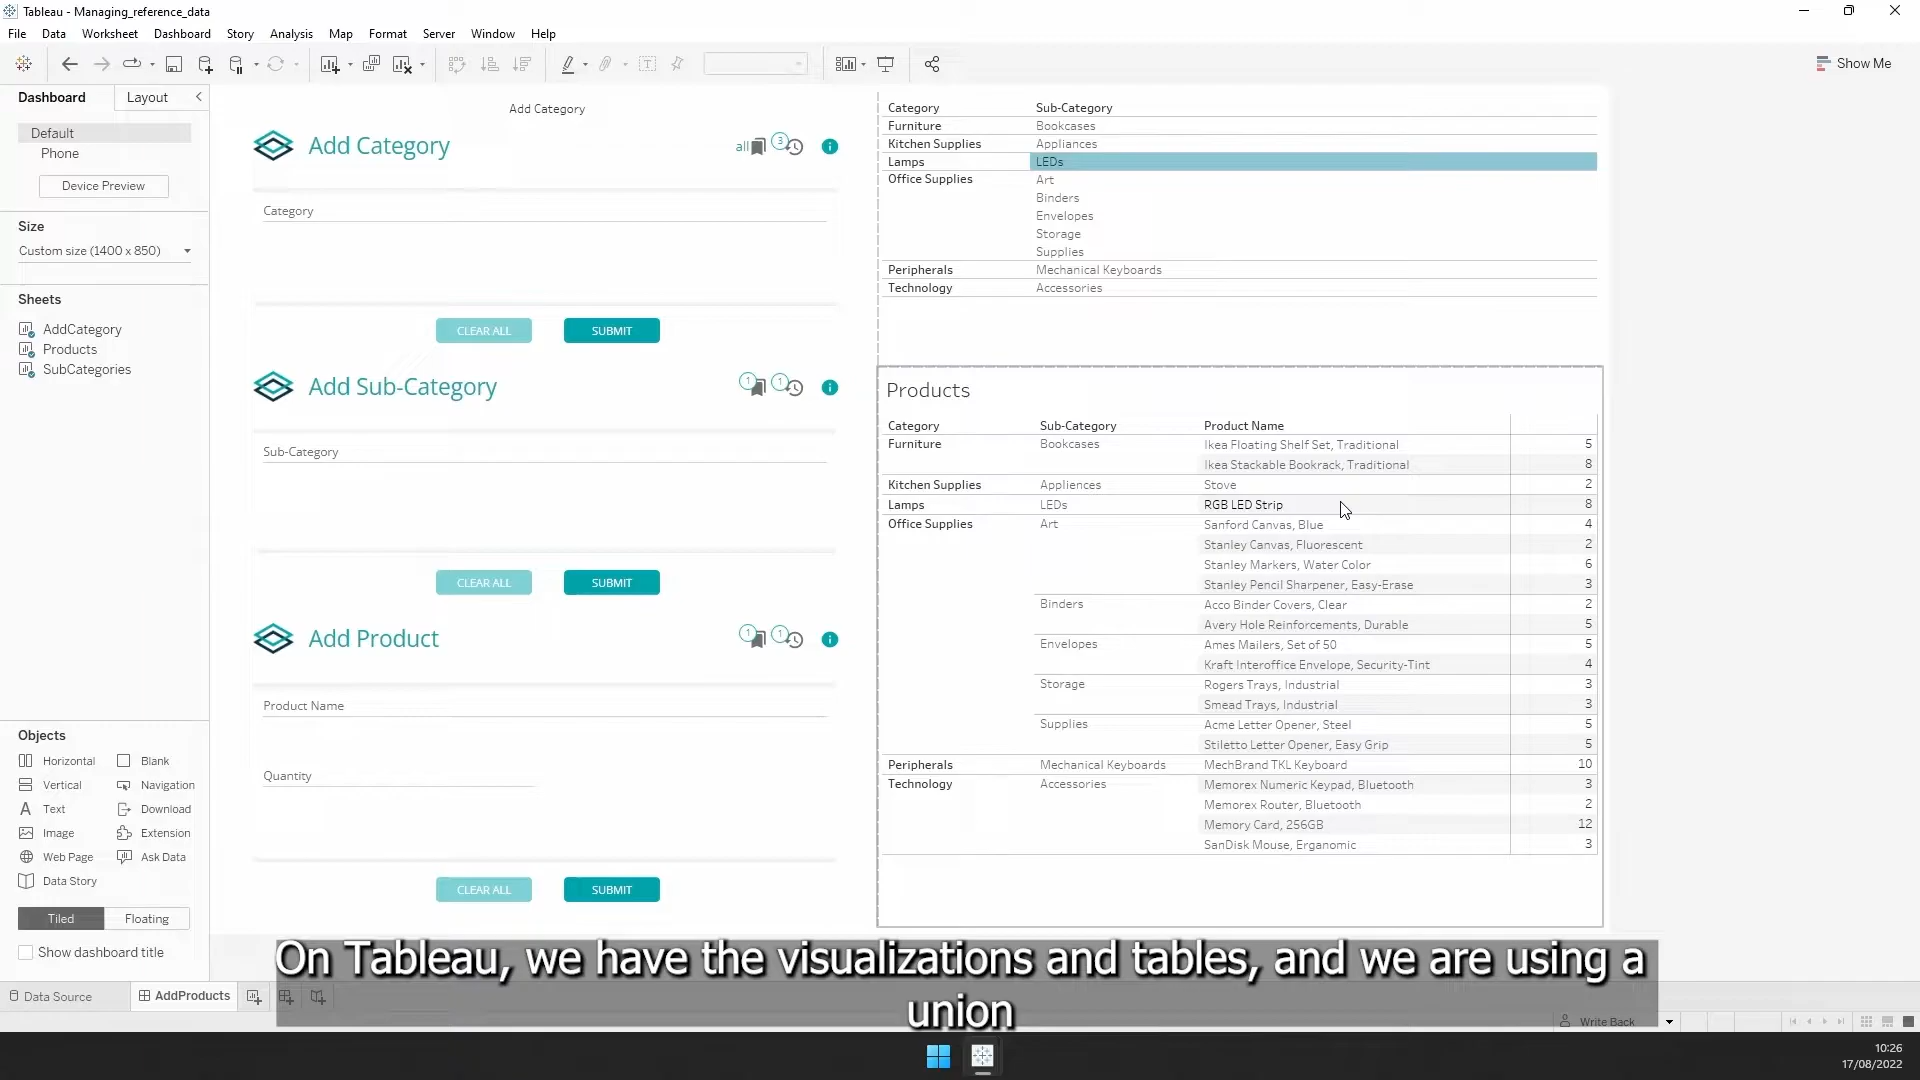 Tableau - Managing_reference_data
File Data Worksheet Dashboard Story Analysis Map Format Server Window Help
Show Me
Dashboard Layout
Default
Phone
Device Preview
Size
Custom size (1400 x 850)
Sheets
AddCategory
Products
SubCategories
Objects
Horizontal Blank
Vertical Navigation
Text Download
Image Extension
Web Page Ask Data
Data Story
Tiled Floating
Show dashboard title
Add Category
Add Category all 3
Category
CLEAR ALL SUBMIT
Add Sub-Category 1 1
Sub-Category
CLEAR ALL SUBMIT
Add Product 1 1
Product Name
Quantity
CLEAR ALL SUBMIT
Category Sub-Category
Furniture Bookcases
Kitchen Supplies Appliances
Lamps LEDs
Office Supplies Art
Binders
Envelopes
Storage
Supplies
Peripherals Mechanical Keyboards
Technology Accessories
Products
Category Sub-Category Product Name
Furniture Bookcases Ikea Floating Shelf Set, Traditional 5
Ikea Stackable Bookrack, Traditional 8
Kitchen Supplies Appliances Stove 2
Lamps LEDs RGB LED Strip 8
Office Supplies Art Sanford Canvas, Blue 4
Stanley Canvas, Fluorescent 2
Stanley Markers, Water Color 6
Stanley Pencil Sharpener, Easy-Erase 3
Binders Acco Binder Covers, Clear 2
Avery Hole Reinforcements, Durable 5
Envelopes Ames Mailers, Set of 50 5
Kraft Interoffice Envelope, Security-Tint 4
Storage Rogers Trays, Industrial 3
Smead Trays, Industrial 3
Supplies Acme Letter Opener, Steel 5
Stiletto Letter Opener, Easy Grip 5
Peripherals Mechanical Keyboards MechBrand TKL Keyboard 10
Technology Accessories Memorex Numeric Keypad, Bluetooth 3
Memorex Router, Bluetooth 2
Memory Card, 256GB 12
SanDisk Mouse, Erganomic 3
On Tableau, we have the visualizations and tables, and we are using a
union
Data Source AddProducts
Write Back
10:26
17/08/2022